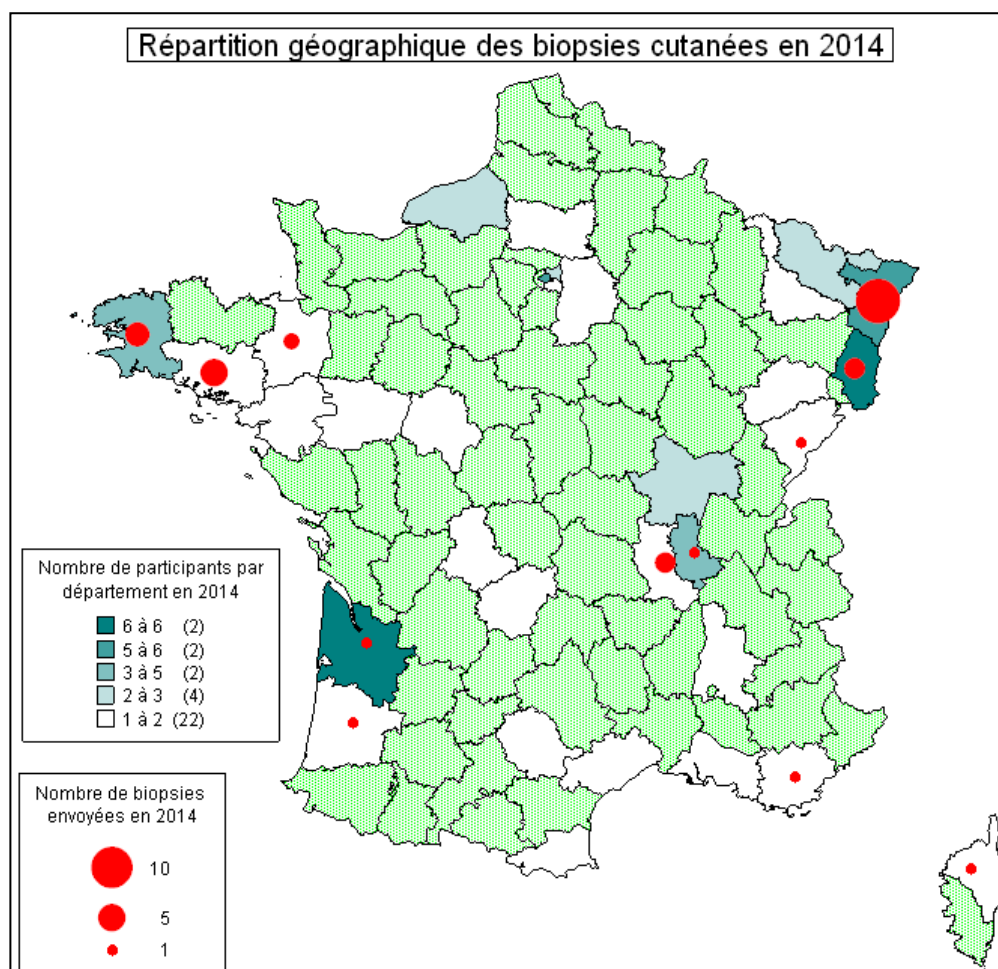 Répartition géographique des biopsies cutanées en 2014
Nombre de participants par
département en 2014
6 à 6 (2)
5 à 6 (2)
3 à 5 (2)
2 à 3 (4)
1 à 2 (22)
Nombre de biopsies
envoyées en 2014
10
5
1